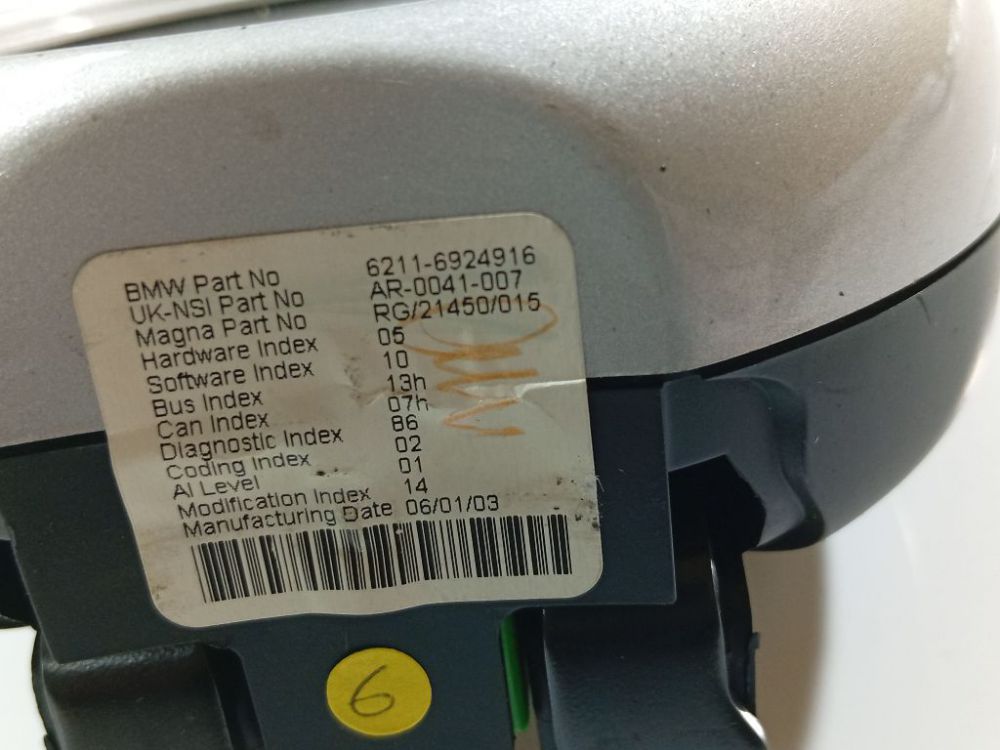 BMW Part No 6211-6924916
UK-NSI Part No AR-0041-007
Magna Part No RG/21450/015
Hardware Index 05
Software Index 10
Bus Index 13h
Can Index 07h
Diagnostic Index 86
Coding Index 02
AI Level 01
Modification Index 14
Manufacturing Date 06/01/03
6